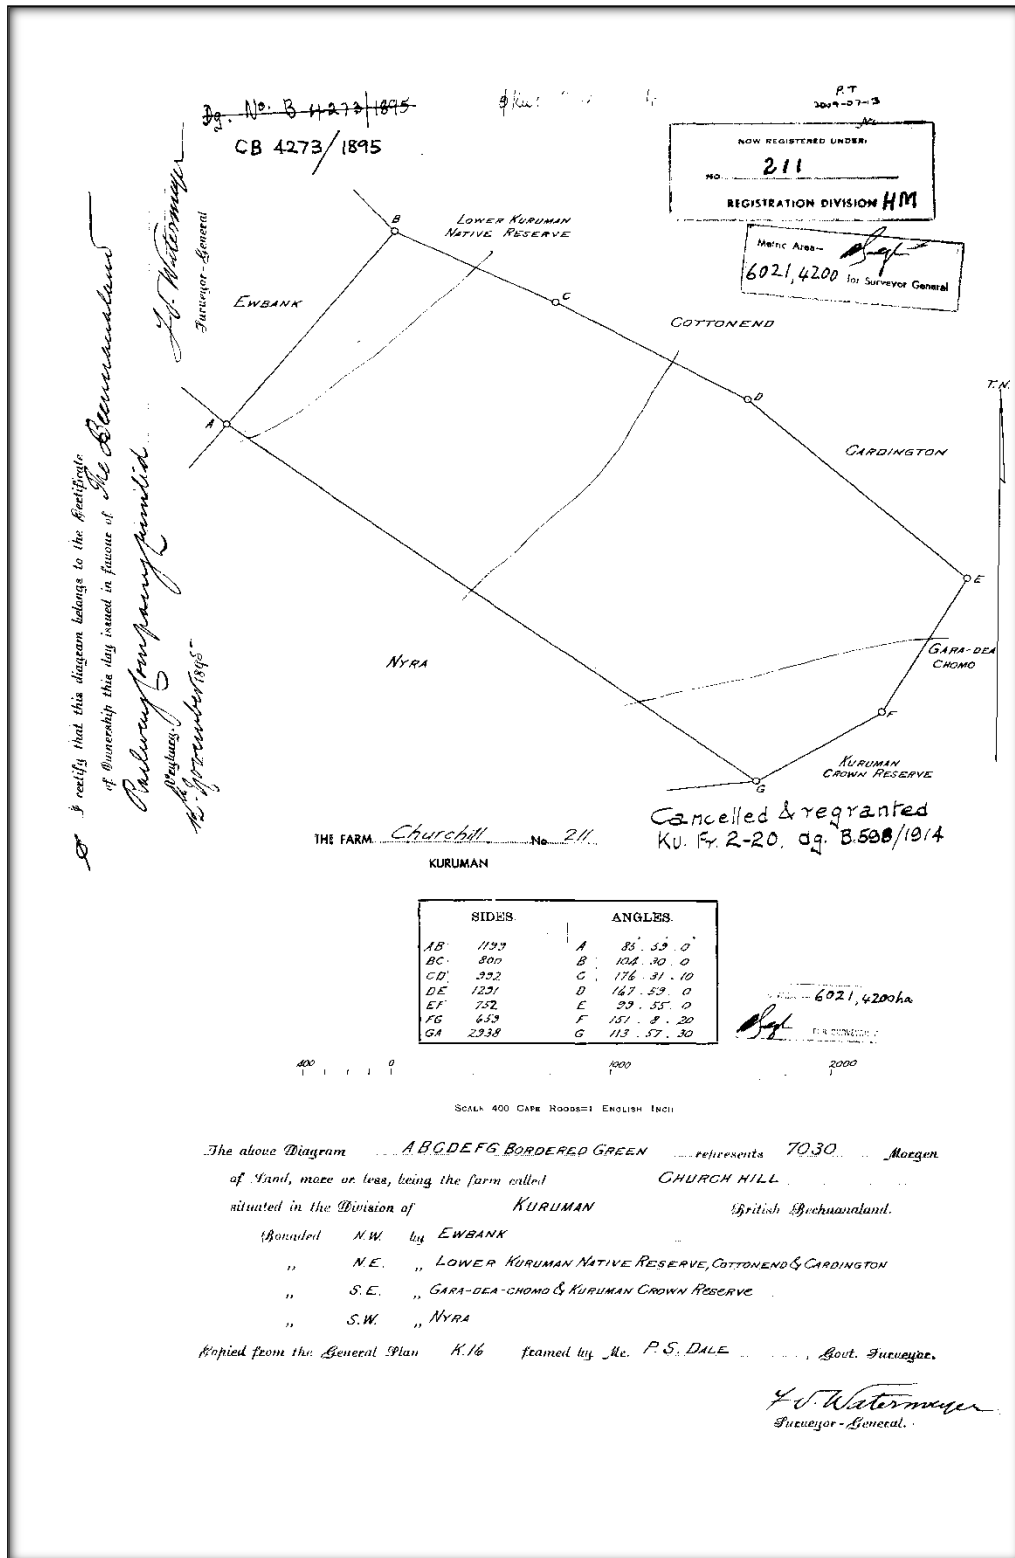 Dg. No. B 4273/1895
CB 4273/1895
P.T
2009-07-13
NOW REGISTERED UNDER:
NO 211
REGISTRATION DIVISION HM
Metric Area—
6021,4200 for Surveyor General
B
LOWER KURUMAN
NATIVE RESERVE
C
EWBANK
COTTONEND
D
T.N.
A
CARDINGTON
E
NYRA
GARA-DEA
CHOMO
F
KURUMAN
CROWN RESERVE
G
I certify that this diagram belongs to the Certificate
of Ownership this day issued in favour of The Bechuanaland
Railway Company Limited
Vryburg.
12th November 1895
F. V. Watermeyer
Surveyor-General
Cancelled & regranted
Ku. Fr. 2-20, dg. B.598/1914
THE FARM Churchill No 211
KURUMAN
SIDES. ANGLES.
AB 1199 A 85.59.0
BC 800 B 104.30.0
CD 992 C 176.31.10
DE 1291 D 167.59.0
EF 752 E 99.55.0
FG 659 F 151.8.20
GA 2938 G 113.57.30
6021,4200ha
400 0 1000 2000
SCALE 400 CAPE ROODS=1 ENGLISH INCH
The above Diagram ABCDEFG BORDERED GREEN represents 7030 Morgen
of Land, more or less, being the farm called CHURCH HILL
situated in the Division of KURUMAN British Bechuanaland.
Bounded N.W. by EWBANK
„ N.E. „ LOWER KURUMAN NATIVE RESERVE, COTTONEND & CARDINGTON
„ S.E. „ GARA-DEA-CHOMO & KURUMAN CROWN RESERVE
„ S.W. „ NYRA
Copied from the General Plan K.16 framed by Mr. P.S. DALE, Govt. Surveyor.
F. V. Watermeyer
Surveyor-General.